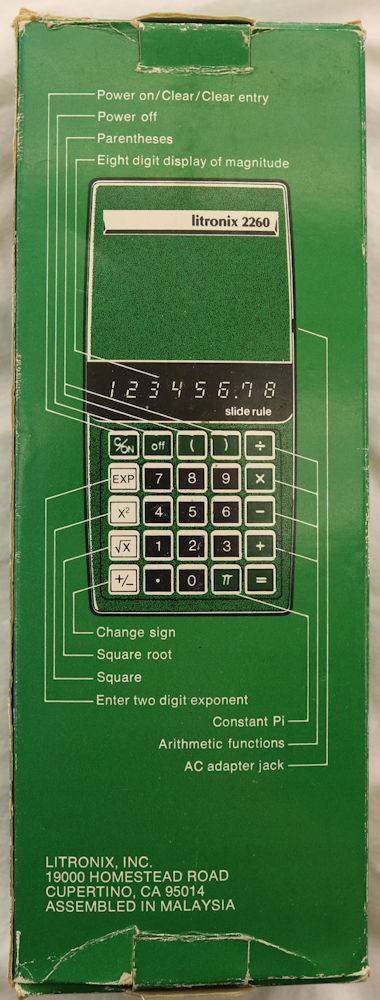 Power on/Clear/Clear entry
Power off
Parentheses
Eight digit display of magnitude
litronix 2260
123456.78
slide rule
C/ON off ( ) ÷
EXP 7 8 9 ×
X² 4 5 6 −
√X 1 2 3 +
+/− . 0 π =
Change sign
Square root
Square
Enter two digit exponent
Constant Pi
Arithmetic functions
AC adapter jack
LITRONIX, INC.
19000 HOMESTEAD ROAD
CUPERTINO, CA 95014
ASSEMBLED IN MALAYSIA